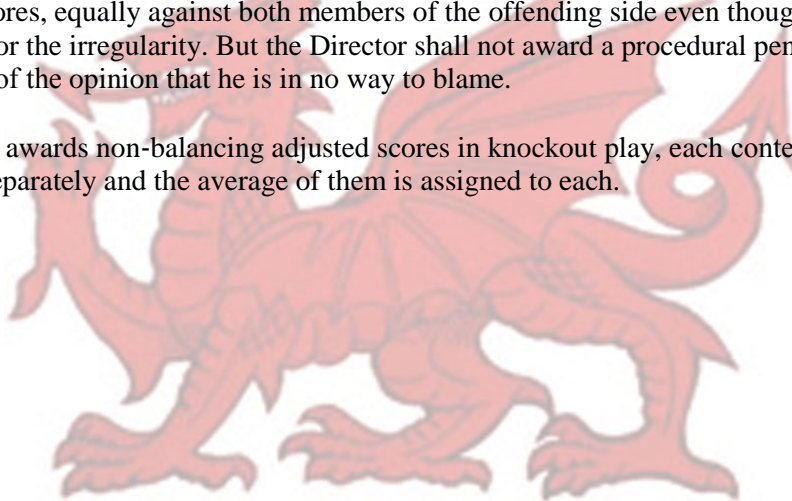 ores, equally against both members of the offending side even thoug
or the irregularity. But the Director shall not award a procedural pen
of the opinion that he is in no way to blame.
awards non-balancing adjusted scores in knockout play, each conte
eparately and the average of them is assigned to each.